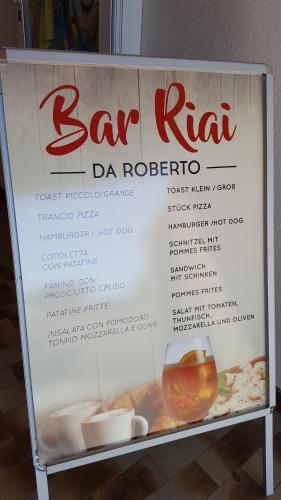 Bar Riai
DA ROBERTO
TOAST PICCOLO/GRANDE
TRANCIO PIZZA
HAMBURGER/ HOT DOG
COTOLETTA
CON PATATINE
PANINO CON
PROSCIUTTO CRUDO
PATATINE FRITTE
INSALATA CON POMODORO
TONNO MOZZARELLA E OLIVE
TOAST KLEIN / GROß
STÜCK PIZZA
HAMBURGER /HOT DOG
SCHNITZEL MIT
POMMES FRITES
SANDWICH
MIT SCHINKEN
POMMES FRITES
SALAT MIT TOMATEN,
THUNFISCH,
MOZZARELLA UND OLIVEN